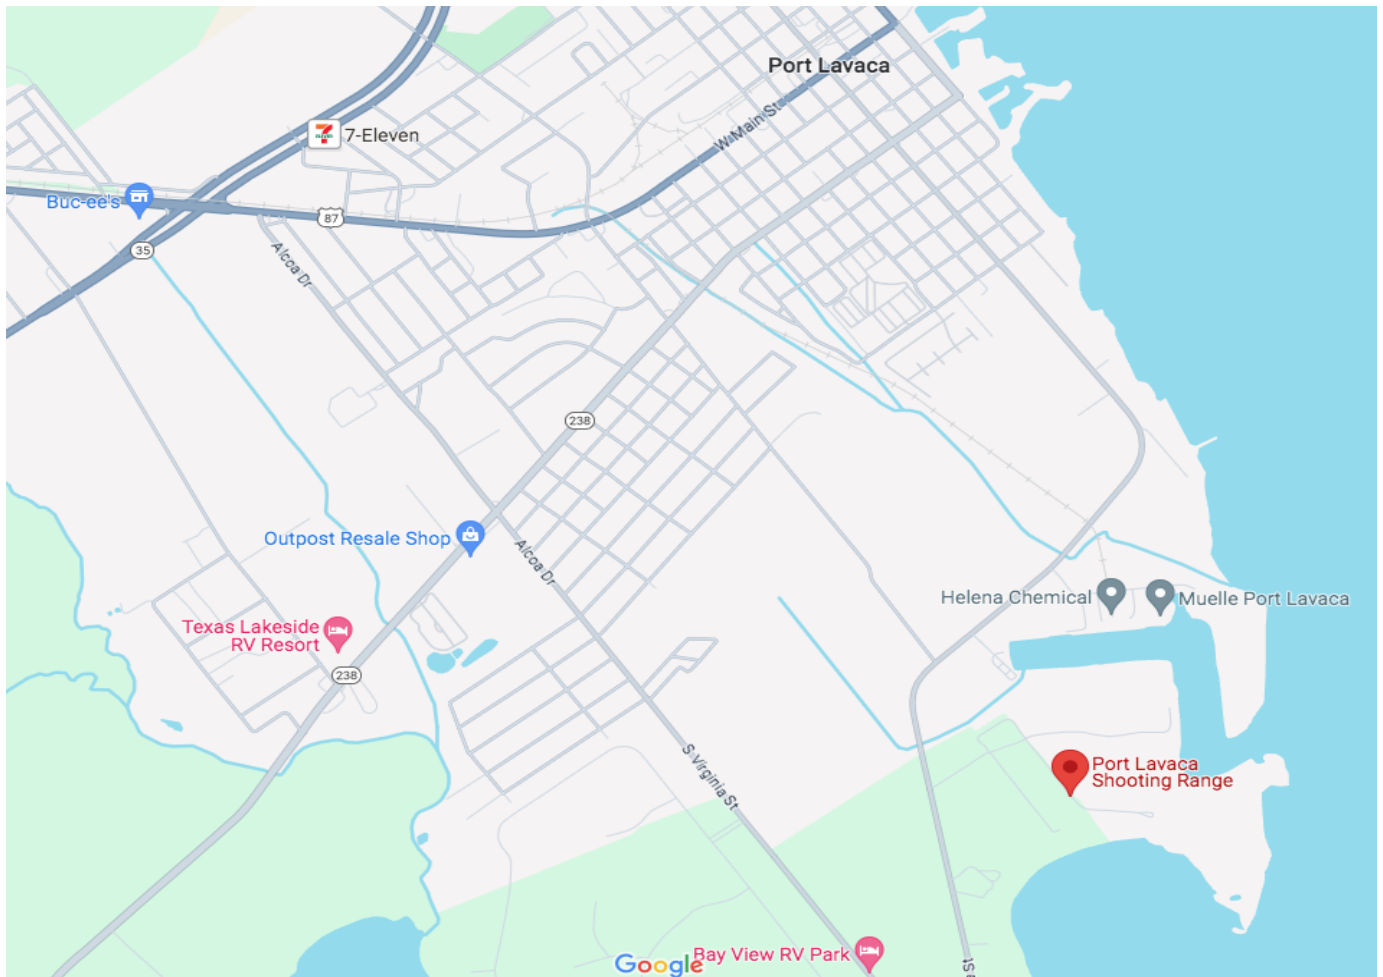 Port Lavaca
7-Eleven
W Main St
Buc-ee's
87
35
Alcoa Dr
238
Outpost Resale Shop
Alcoa Dr
Helena Chemical
Muelle Port Lavaca
Texas Lakeside
RV Resort
238
S Virginia St
Port Lavaca
Shooting Range
Bay View RV Park
Google